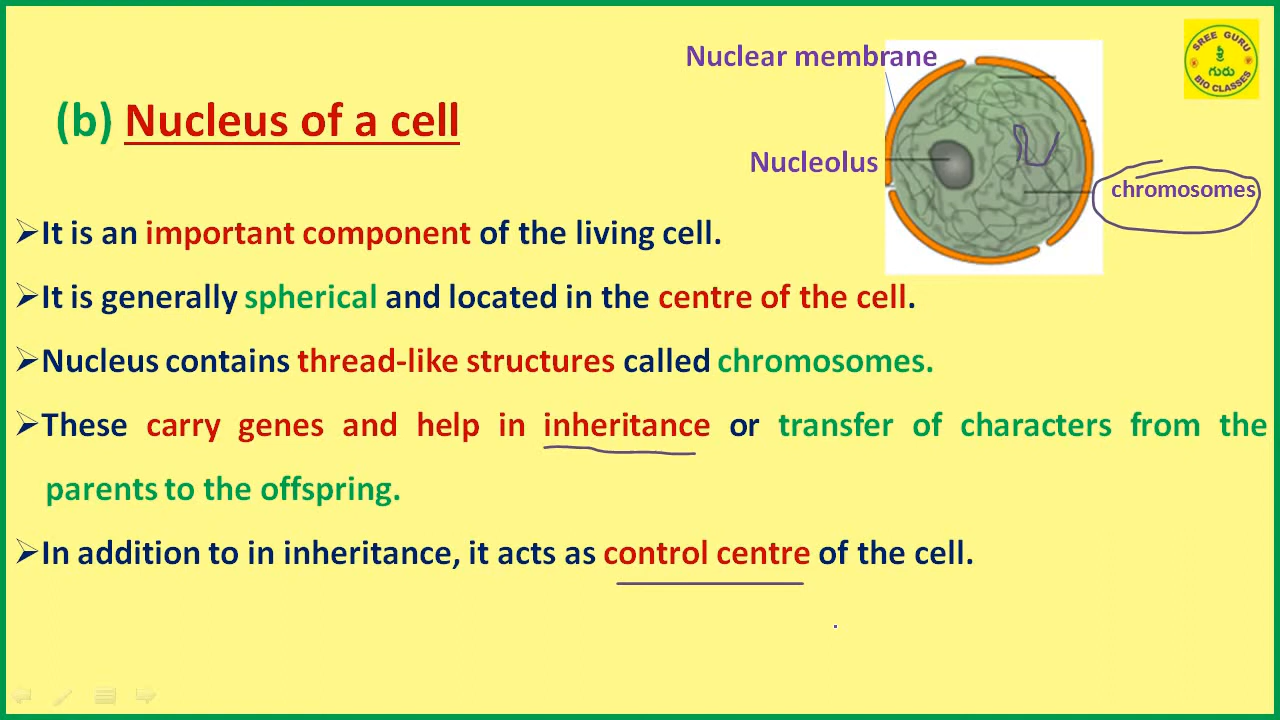 Nuclear membrane
SREE GURU
 శ్రీ
గురు
BIO CLASSES
(b) Nucleus of a cell
Nucleolus
chromosomes
➢It is an important component of the living cell.
➢It is generally spherical and located in the centre of the cell.
➢Nucleus contains thread-like structures called chromosomes.
➢These carry genes and help in inheritance or transfer of characters from the
parents to the offspring.
➢In addition to in inheritance, it acts as control centre of the cell.